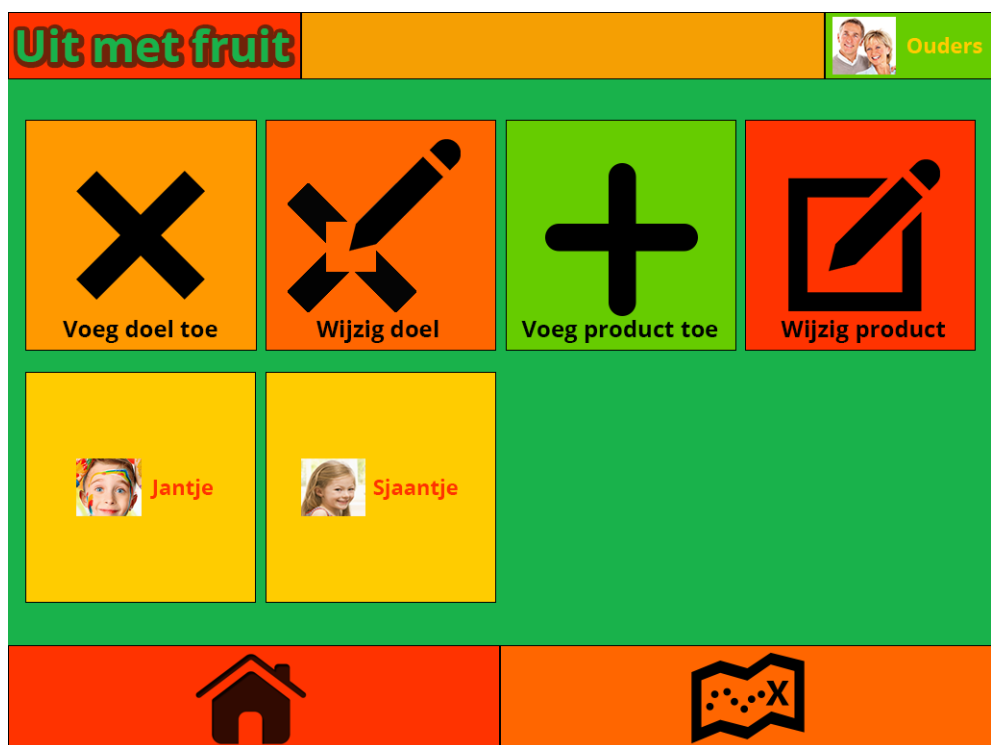 Uit met fruit
Ouders
Voeg doel toe
Wijzig doel
Voeg product toe
Wijzig product
Jantje
Sjaantje
X